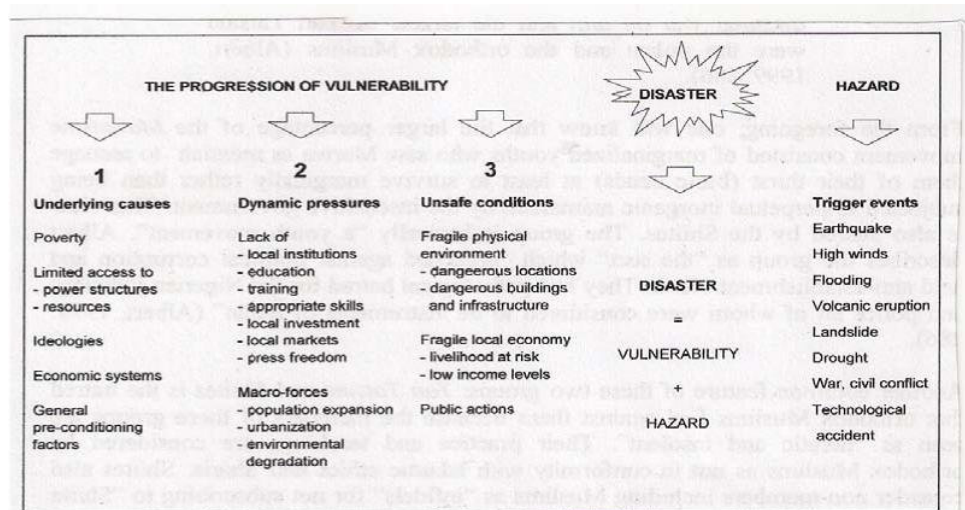 THE PROGRESSION OF VULNERABILITY
DISASTER
HAZARD
1
2
3
Underlying causes
Poverty
Limited access to
- power structures
- resources
Ideologies
Economic systems
General
pre-conditioning
factors
Dynamic pressures
Lack of
- local institutions
- education
- training
- appropriate skills
- local investment
- local markets
- press freedom
Macro-forces
- population expansion
- urbanization
- environmental
degradation
Unsafe conditions
Fragile physical
environment
- dangeerous locations
- dangerous buildings
and infrastructure
Fragile local economy
- livelihood at risk
- low income levels
Public actions
DISASTER
=
VULNERABILITY
+
HAZARD
Trigger events
Earthquake
High winds
Flooding
Volcanic eruption
Landslide
Drought
War, civil conflict
Technological
accident